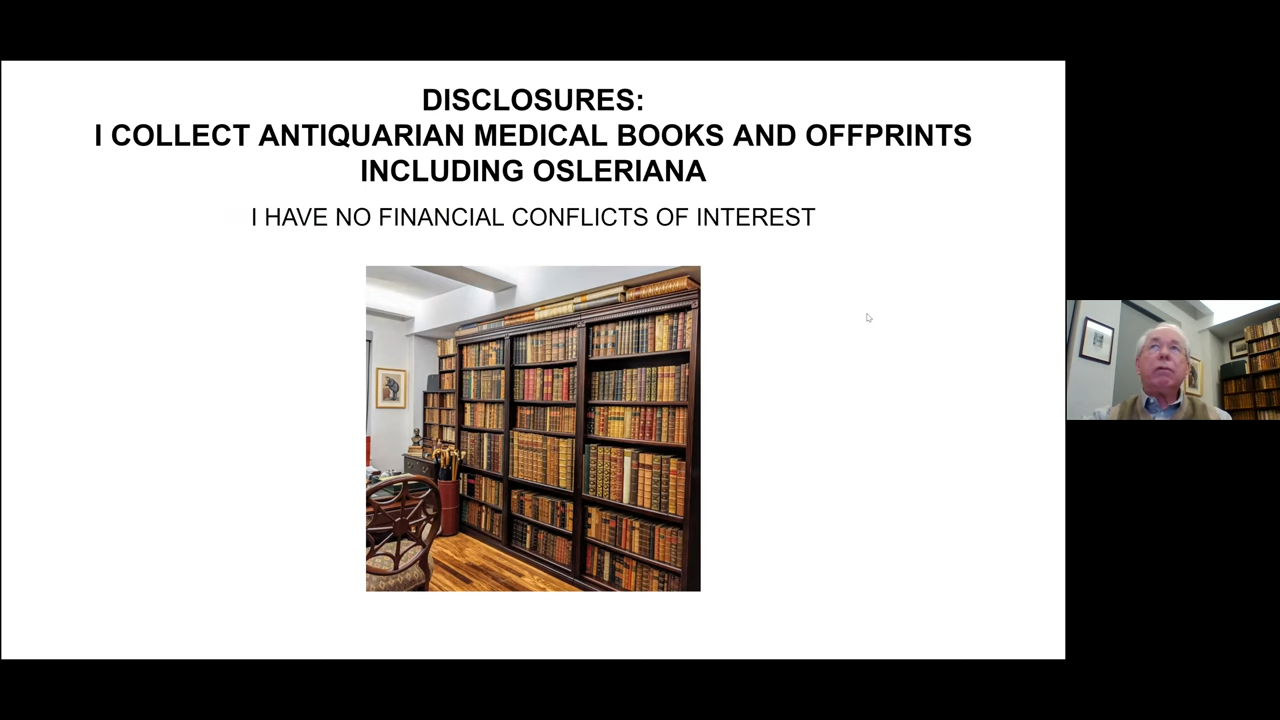 DISCLOSURES:
I COLLECT ANTIQUARIAN MEDICAL BOOKS AND OFFPRINTS
INCLUDING OSLERIANA
I HAVE NO FINANCIAL CONFLICTS OF INTEREST